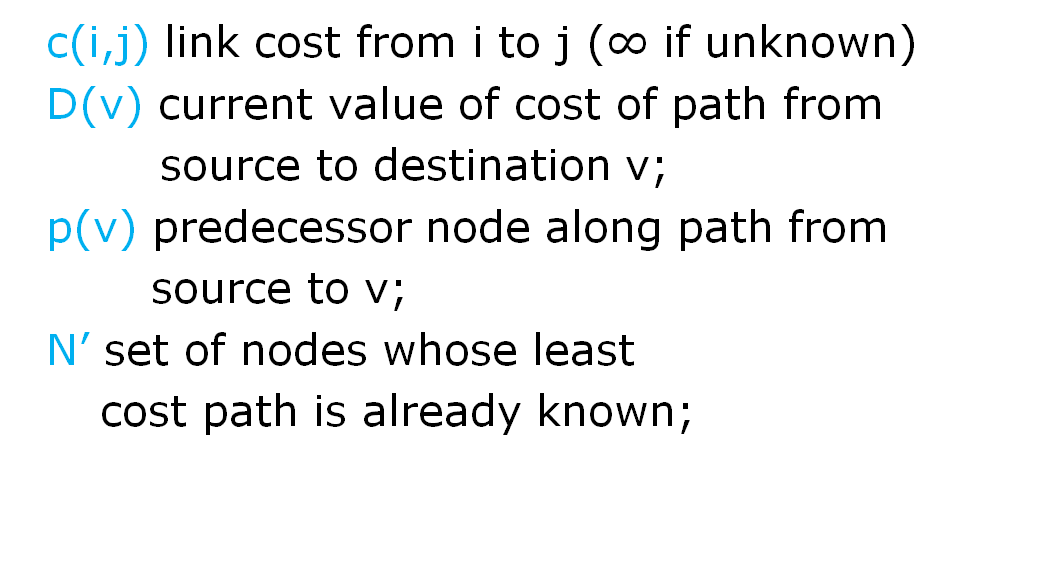 c(i,j) link cost from i to j (∞ if unknown)
D(v) current value of cost of path from
source to destination v;
p(v) predecessor node along path from
source to v;
N’ set of nodes whose least
cost path is already known;